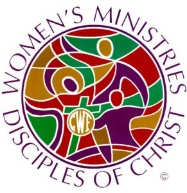 WOMEN'S MINISTRIES
DISCIPLES OF CHRIST
CWF
©